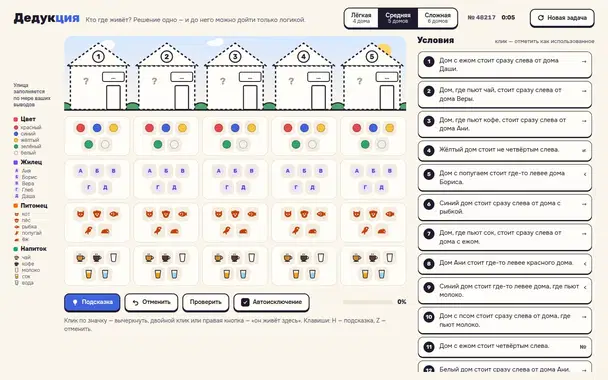 Дедукция
Кто где живёт? Решение одно — и до него можно дойти только логикой.
Лёгкая
4 дома
Средняя
5 домов
Сложная
6 домов
№ 46217
0:05
Новая задача
Улица
заполняется
по мере ваших
выводов
Цвет
красный
синий
жёлтый
зелёный
белый
Жилец
А Аня
Б Борис
В Вера
Г Глеб
Д Даша
Питомец
кот
пёс
рыбка
попугай
ёж
Напиток
чай
кофе
молоко
сок
вода
1 2 3 4 5
? ? ? ? ?
... ... ... ... ...
А Б В А Б В А Б В А Б В А Б В
Г Д Г Д Г Д Г Д Г Д
Подсказка
Отменить
Проверить
Автоисключение
0%
Клик по значку — вычеркнуть, двойной клик или правая кнопка — «он живёт здесь». Клавиши: H — подсказка, Z —
отменить.
Условия
клик — отметить как использованное
1 Дом с ежом стоит сразу слева от дома
Даши.
2 Дом, где пьют чай, стоит сразу слева от
дома Веры.
3 Дом, где пьют кофе, стоит сразу слева от
дома Ани.
4 Жёлтый дом стоит не четвёртым слева.
5 Дом с попугаем стоит где-то левее дома
Бориса.
6 Синий дом стоит сразу слева от дома с
рыбкой.
7 Дом, где пьют сок, стоит сразу слева от
дома с ежом.
8 Дом Ани стоит где-то левее красного дома.
9 Синий дом стоит где-то левее дома, где пьют
молоко.
10 Дом с псом стоит сразу слева от дома, где
пьют молоко.
11 Дом с ежом стоит четвёртым слева.
№
12 Белый дом стоит сразу слева от дома Ани.